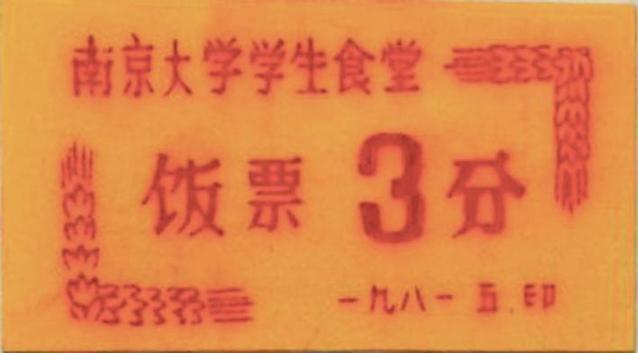 南京大学学生食堂
饭票 3分
一九八一 五.印